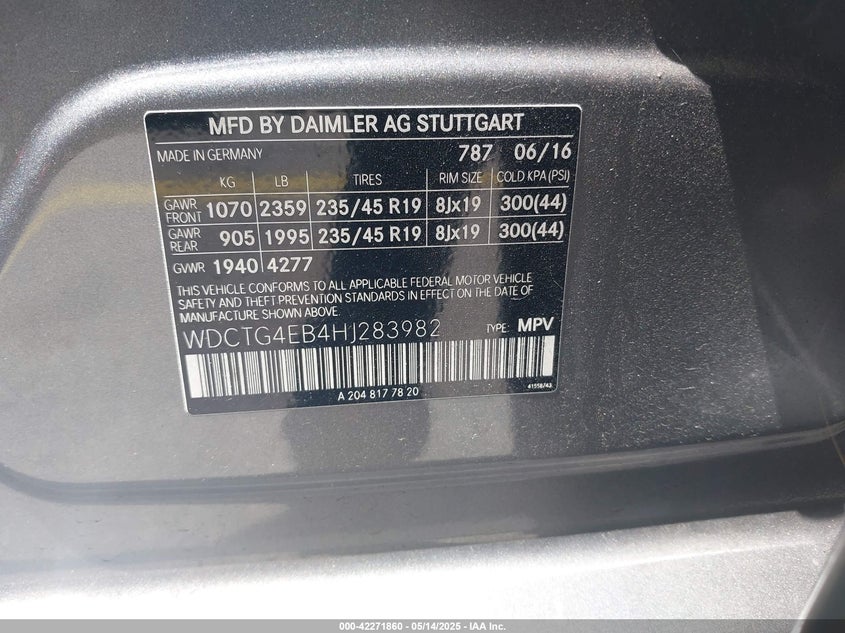 MFD BY DAIMLER AG STUTTGART
MADE IN GERMANY 787 06/16
KG LB TIRES RIM SIZE COLD KPA (PSI)
GAWR FRONT 1070 2359 235/45 R19 8Jx19 300(44)
GAWR REAR 905 1995 235/45 R19 8Jx19 300(44)
GVWR 1940 4277
THIS VEHICLE CONFORMS TO ALL APPLICABLE FEDERAL MOTOR VEHICLE
SAFETY AND THEFT PREVENTION STANDARDS IN EFFECT ON THE DATE OF
MANUFACTURE SHOWN ABOVE.
WDCTG4EB4HJ283982 TYPE: MPV
A 204 817 78 20 41558743
000-42271860 - 05/14/2025 - IAA Inc.